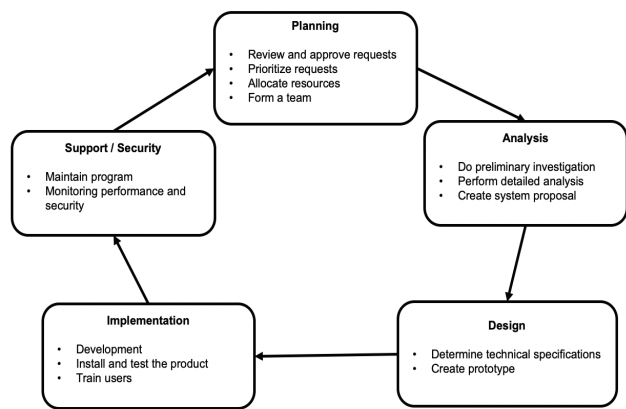 Planning
• Review and approve requests
• Prioritize requests
• Allocate resources
• Form a team
Analysis
• Do preliminary investigation
• Perform detailed analysis
• Create system proposal
Design
• Determine technical specifications
• Create prototype
Implementation
• Development
• Install and test the product
• Train users
Support / Security
• Maintain program
• Monitoring performance and
security